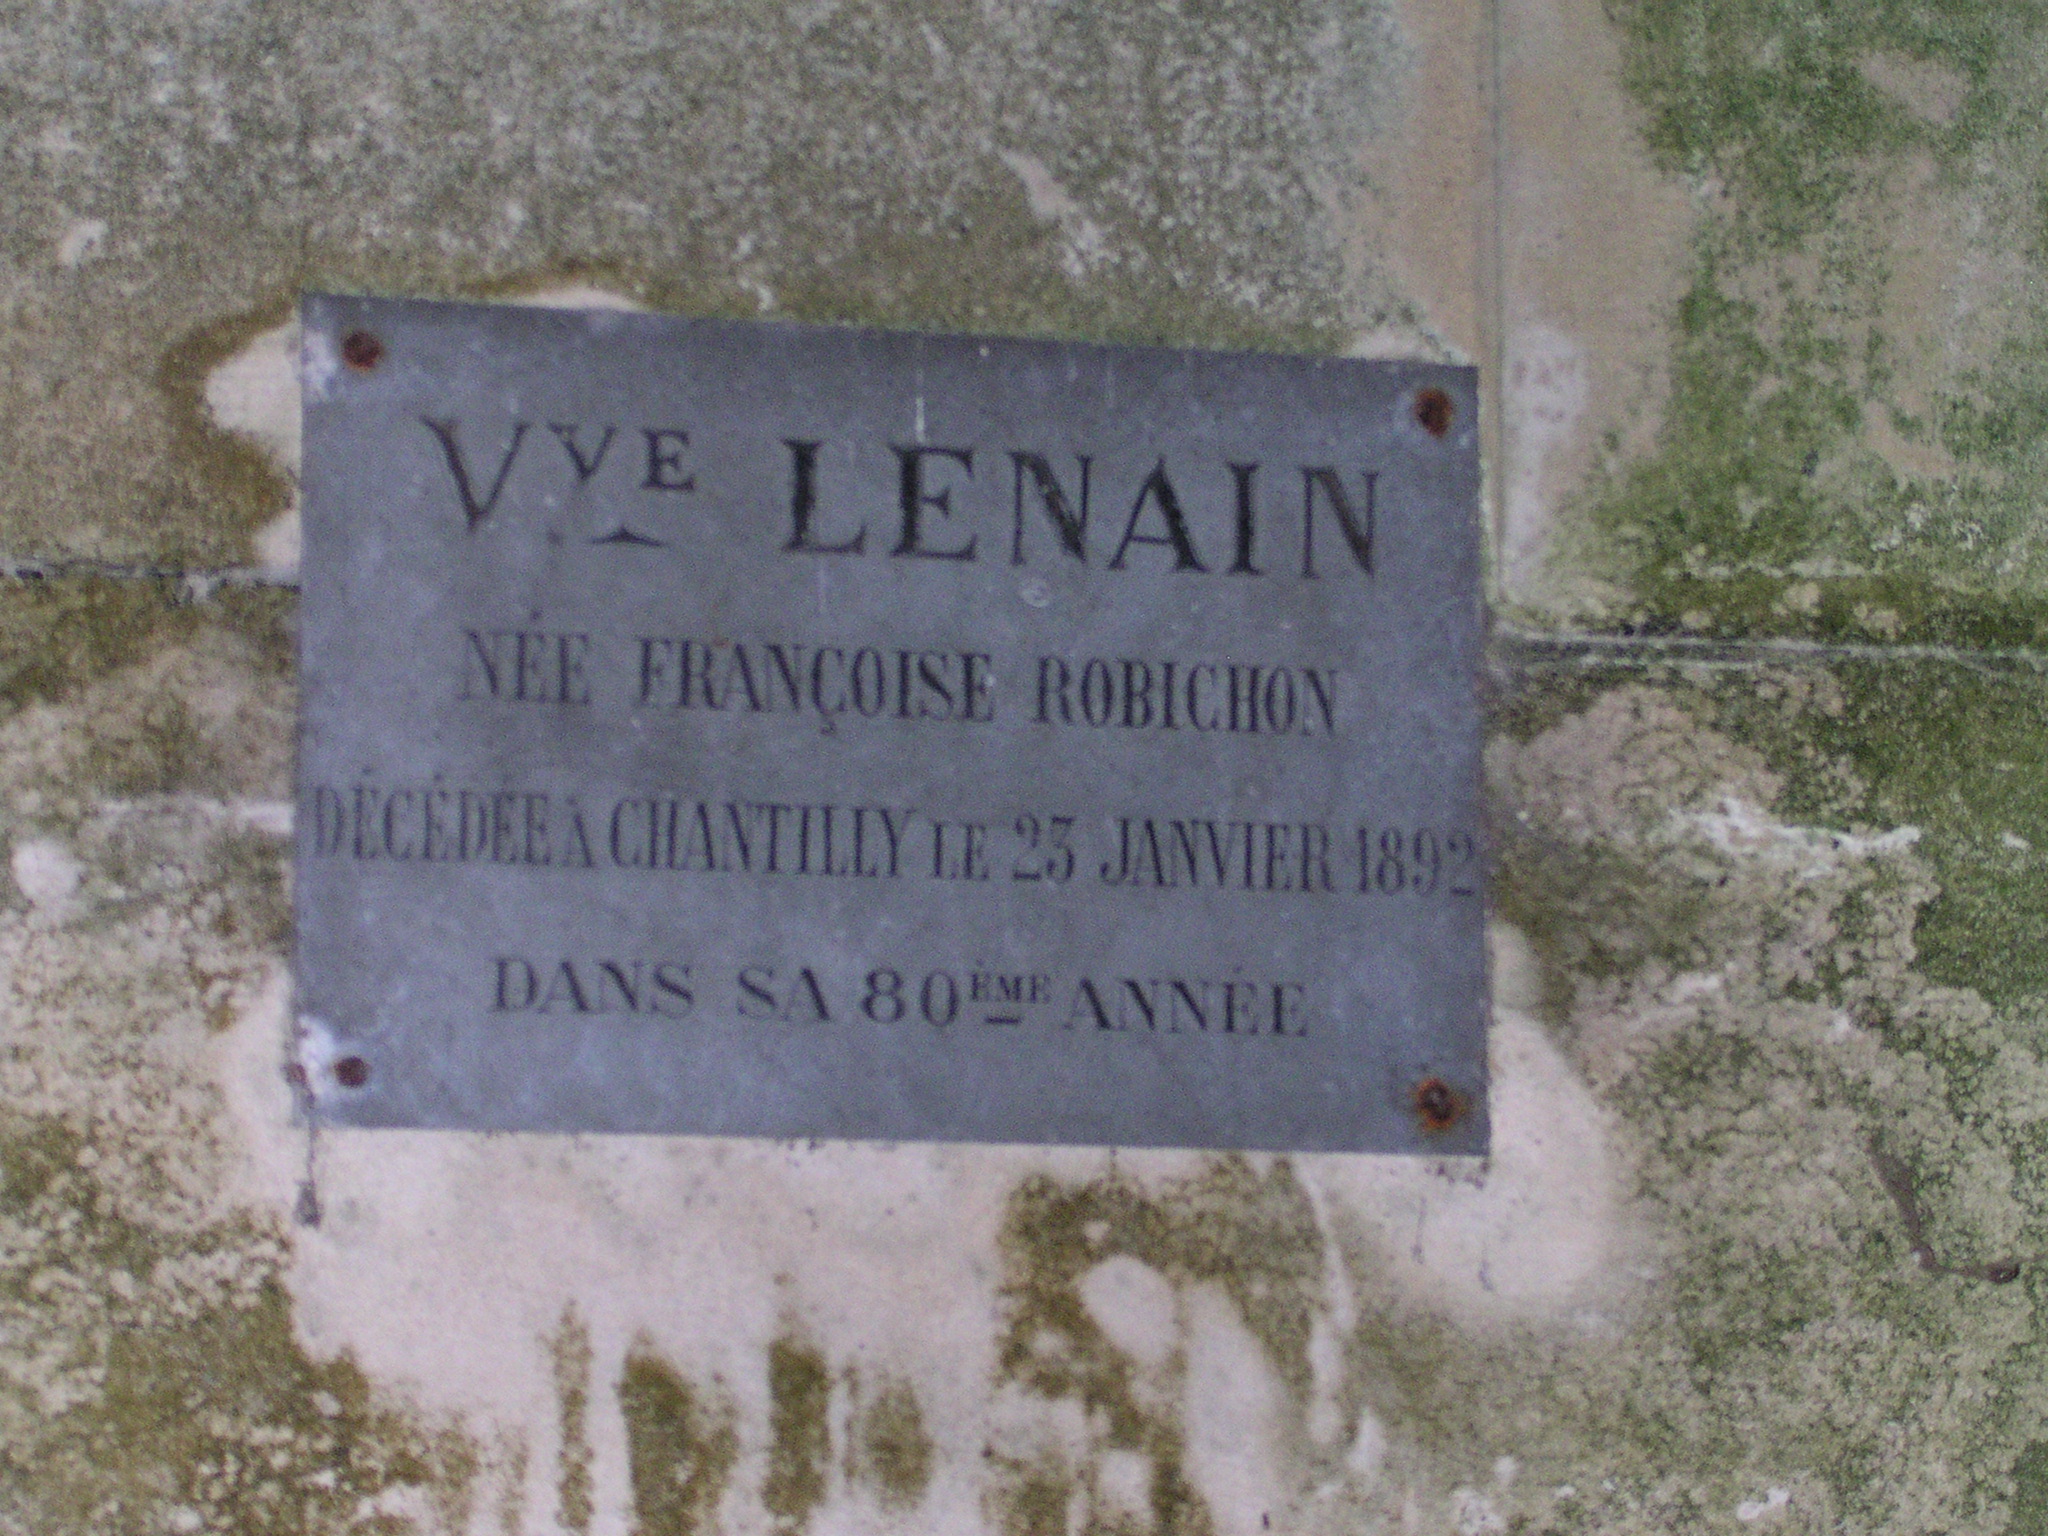 Vve LENAIN
NÉE FRANÇOISE ROBICHON
DÉCÉDÉE À CHANTILLY LE 23 JANVIER 1892
DANS SA 80ÈME ANNÉE